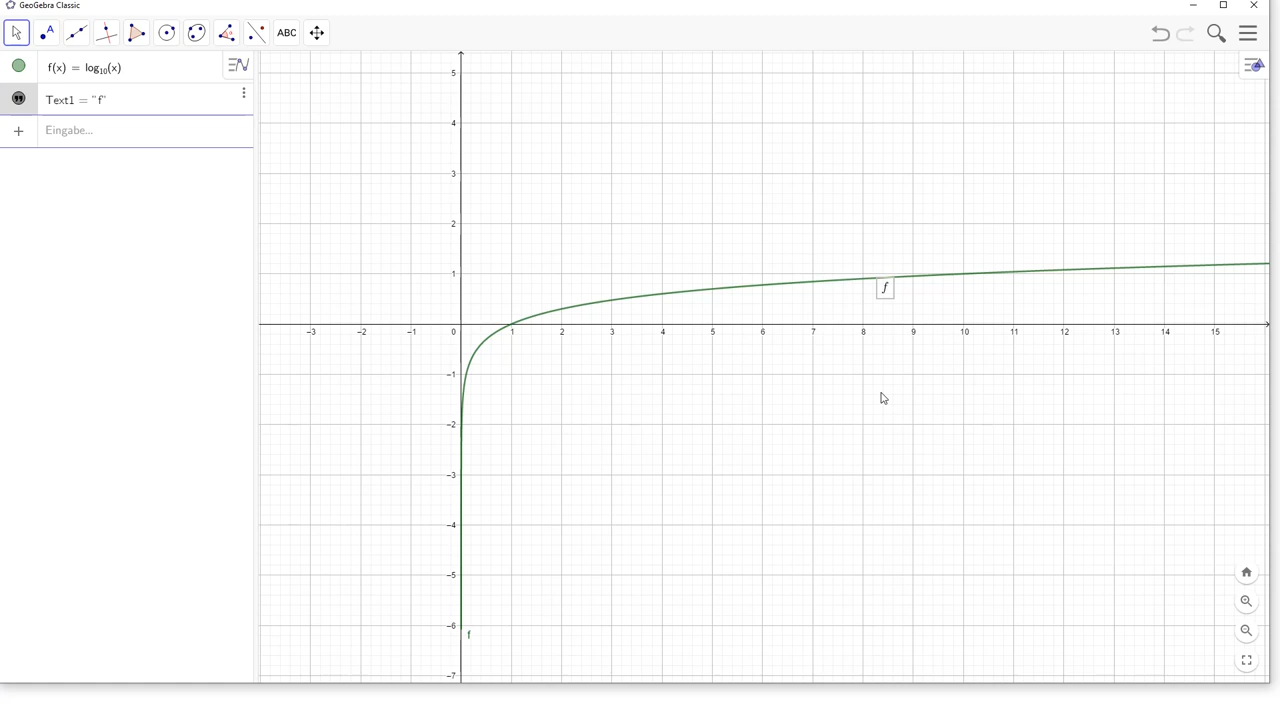 GeoGebra Classic
ABC
f(x) = log₁₀(x)
Text1 = "f"
Eingabe...
5
4
3
2
1
f
−3 −2 −1 0 1 2 3 4 5 6 7 8 9 10 11 12 13 14 15
−1
−2
−3
−4
−5
−6
f
−7